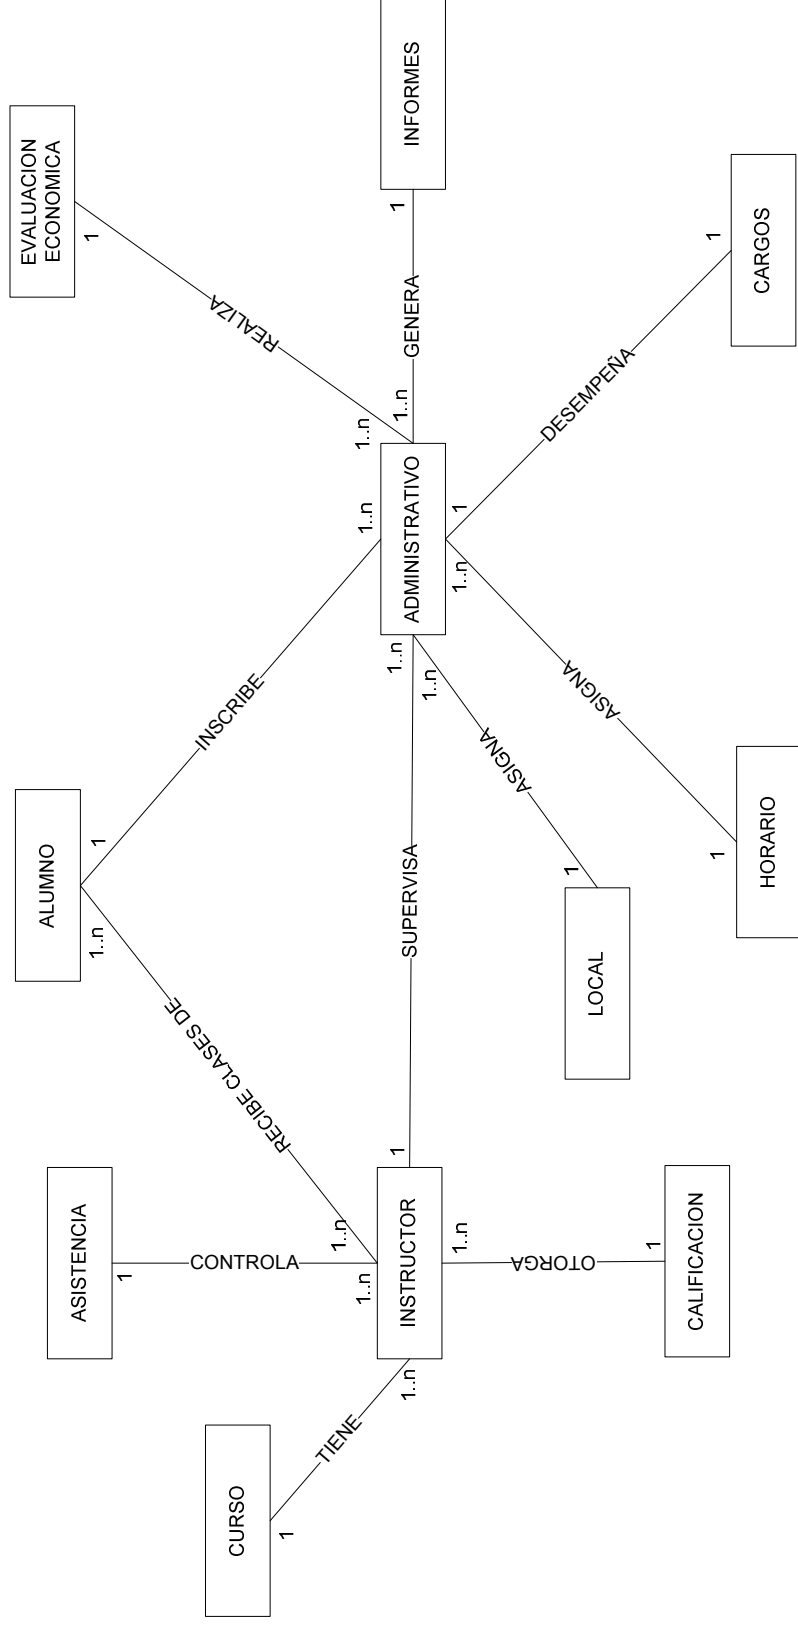 EVALUACION
ECONOMICA
1
REALIZA
1..n
INFORMES
1
GENERA
1..n
CARGOS
1
DESEMPEÑA
1
ADMINISTRATIVO
1..n
INSCRIBE
1
ALUMNO
1..n
RECIBE CLASES DE
1..n
1..n
SUPERVISA
1
1..n
ASIGNA
1
LOCAL
1..n
ASIGNA
1
HORARIO
ASISTENCIA
1
CONTROLA
1..n
INSTRUCTOR
1..n
OTORGA
1
CALIFICACION
1..n
TIENE
1
CURSO